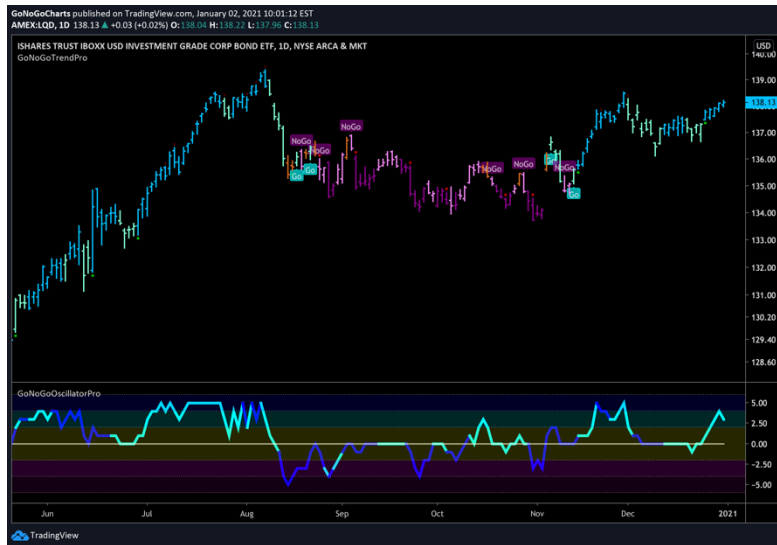 GoNoGoCharts published on TradingView.com, January 02, 2021 10:01:12 EST
AMEX:LQD, 1D 138.13 ▲ +0.03 (+0.02%) O:138.04 H:138.22 L:137.96 C:138.13
ISHARES TRUST IBOXX USD INVESTMENT GRADE CORP BOND ETF, 1D, NYSE ARCA & MKT
USD
GoNoGoTrendPro
140.00
139.00
138.13
137.00
136.00
135.00
134.00
133.00
132.00
131.00
130.20
129.40
128.60
NoGo
NoGo
NoGo
NoGo
NoGo
NoGo
Go
Go
Go
Go
GoNoGoOscillatorPro
5.00
2.50
0.00
-2.50
-5.00
Jun Jul Aug Sep Oct Nov Dec 2021
TradingView